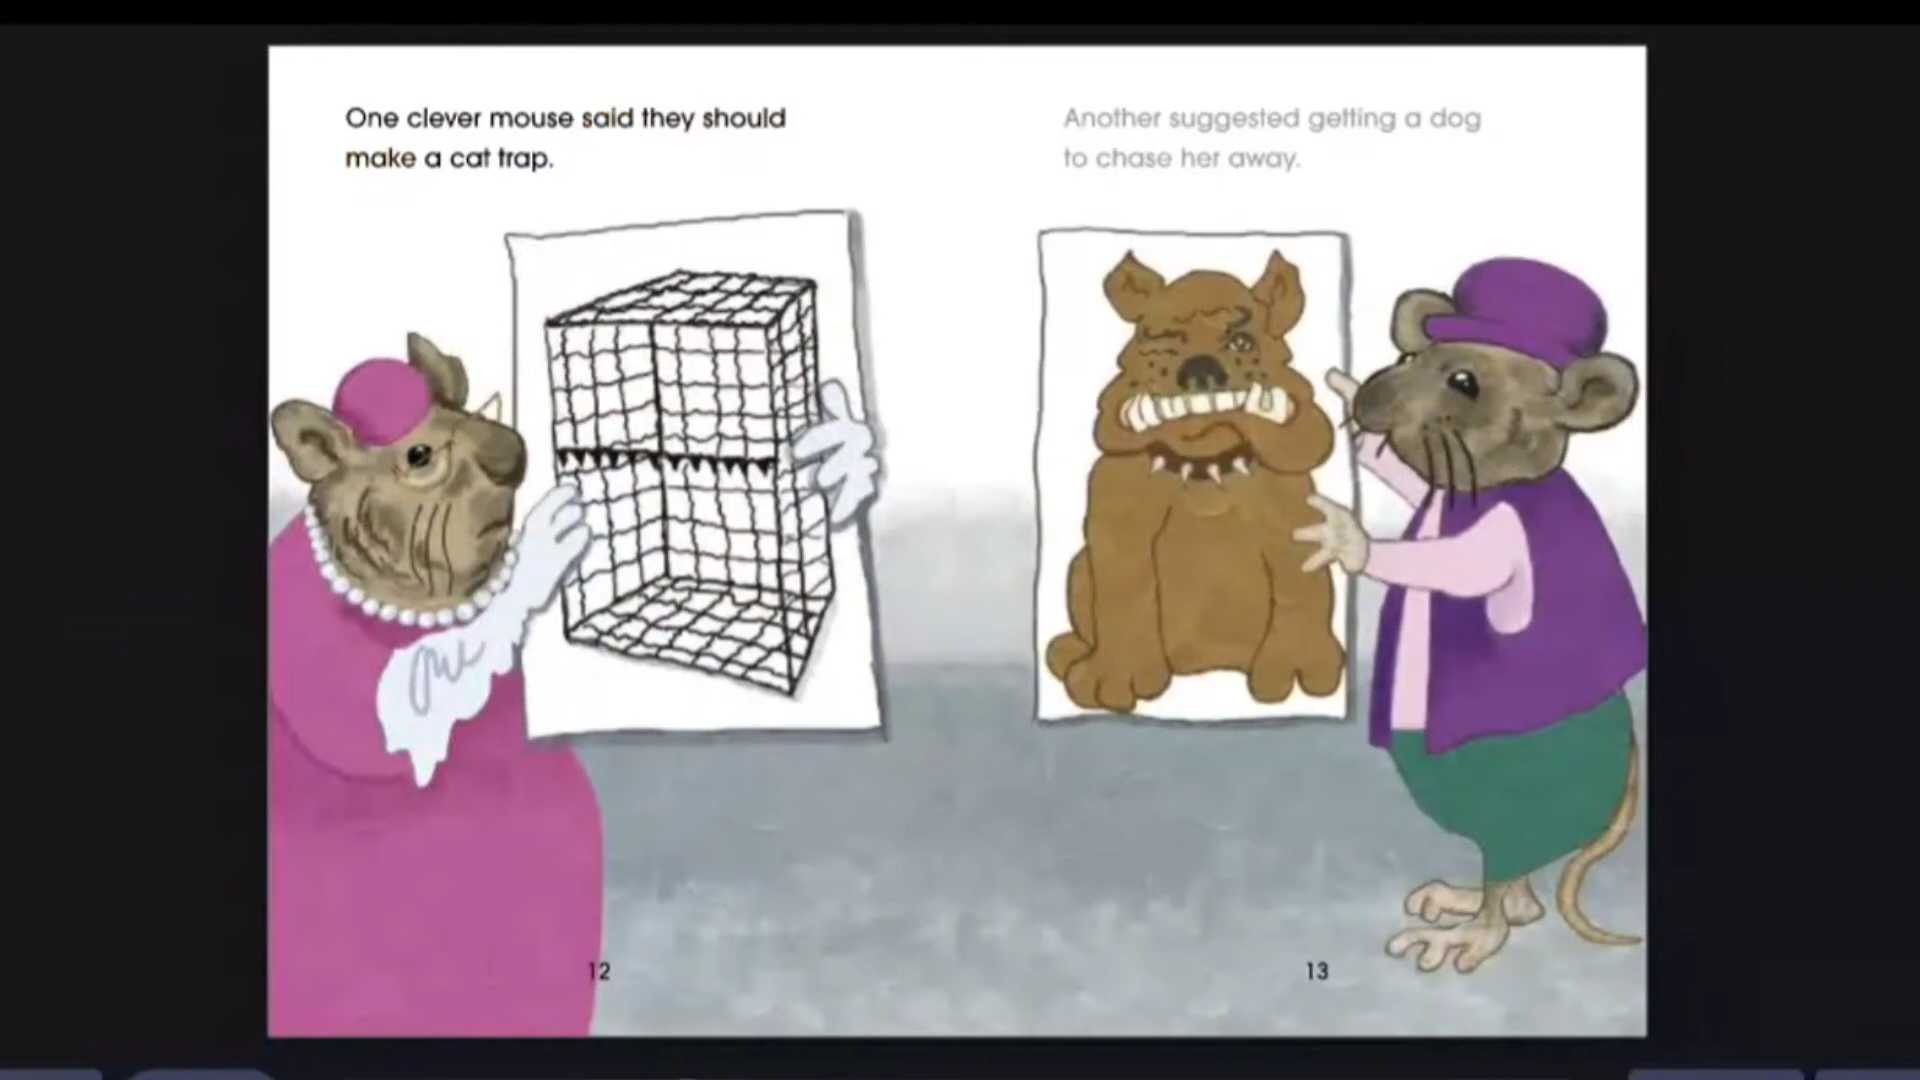 One clever mouse said they should
make a cat trap.
Another suggested getting a dog
to chase her away.
12
13